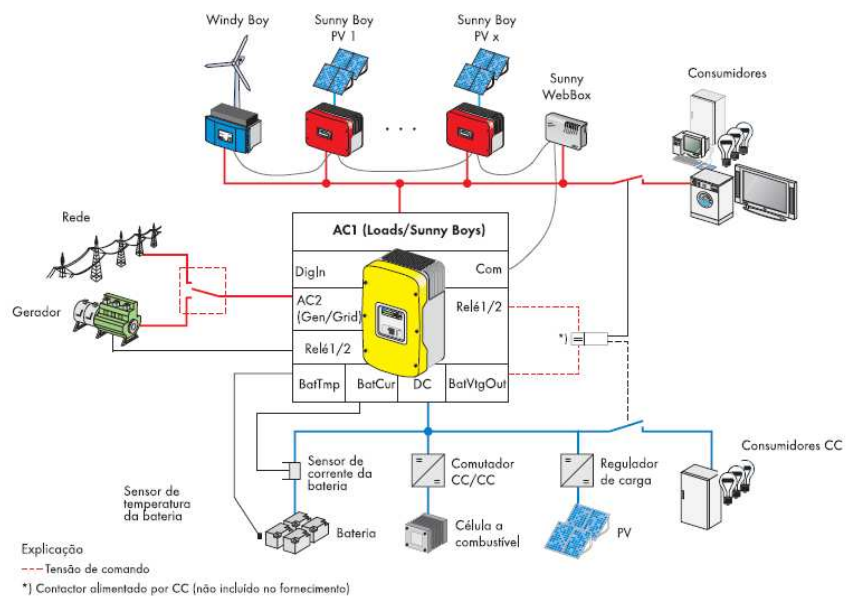 Windy Boy
Sunny Boy
PV 1
Sunny Boy
PV x
. . .
Sunny
WebBox
Consumidores
Rede
Gerador
AC1 (Loads/Sunny Boys)
DigIn
Com
AC2
(Gen/Grid)
Relé1/2
Relé1/2
*)
BatTmp
BatCur
DC
BatVtgOut
Sensor de
corrente da
bateria
Comutador
CC/CC
Regulador
de carga
Consumidores CC
Sensor de
temperatura
da bateria
Bateria
Célula a
combustível
PV
Explicação
Tensão de comando
*) Contactor alimentado por CC (não incluído no fornecimento)